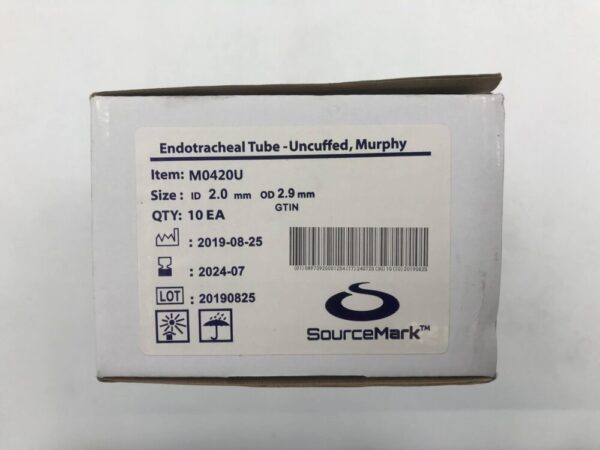 Endotracheal Tube - Uncuffed, Murphy
Item: M0420U
Size: ID 2.0 mm OD 2.9 mm
GTIN
QTY: 10 EA
: 2019-08-25
: 2024-07
LOT : 20190825
SourceMark™